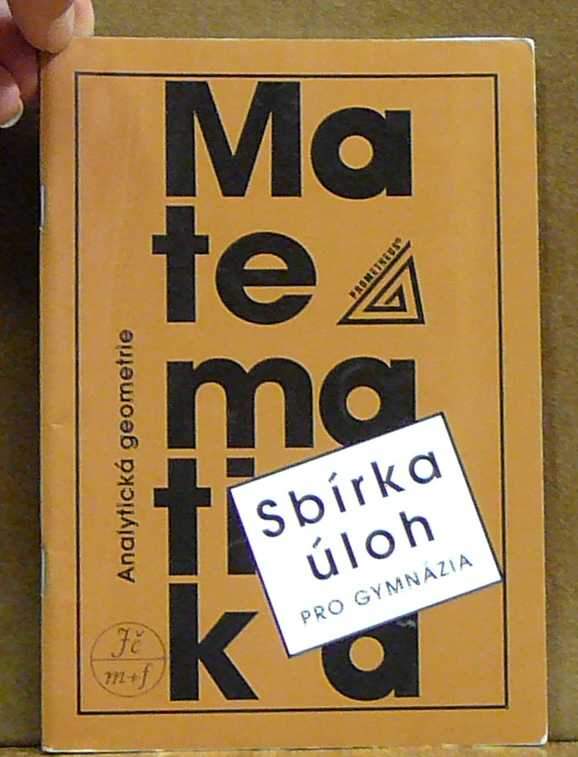 Ma
te
PROMETHEUS®
ma
ti
ka
Analytická geometrie
Sbírka
úloh
PRO GYMNÁZIA
Jč
m+f